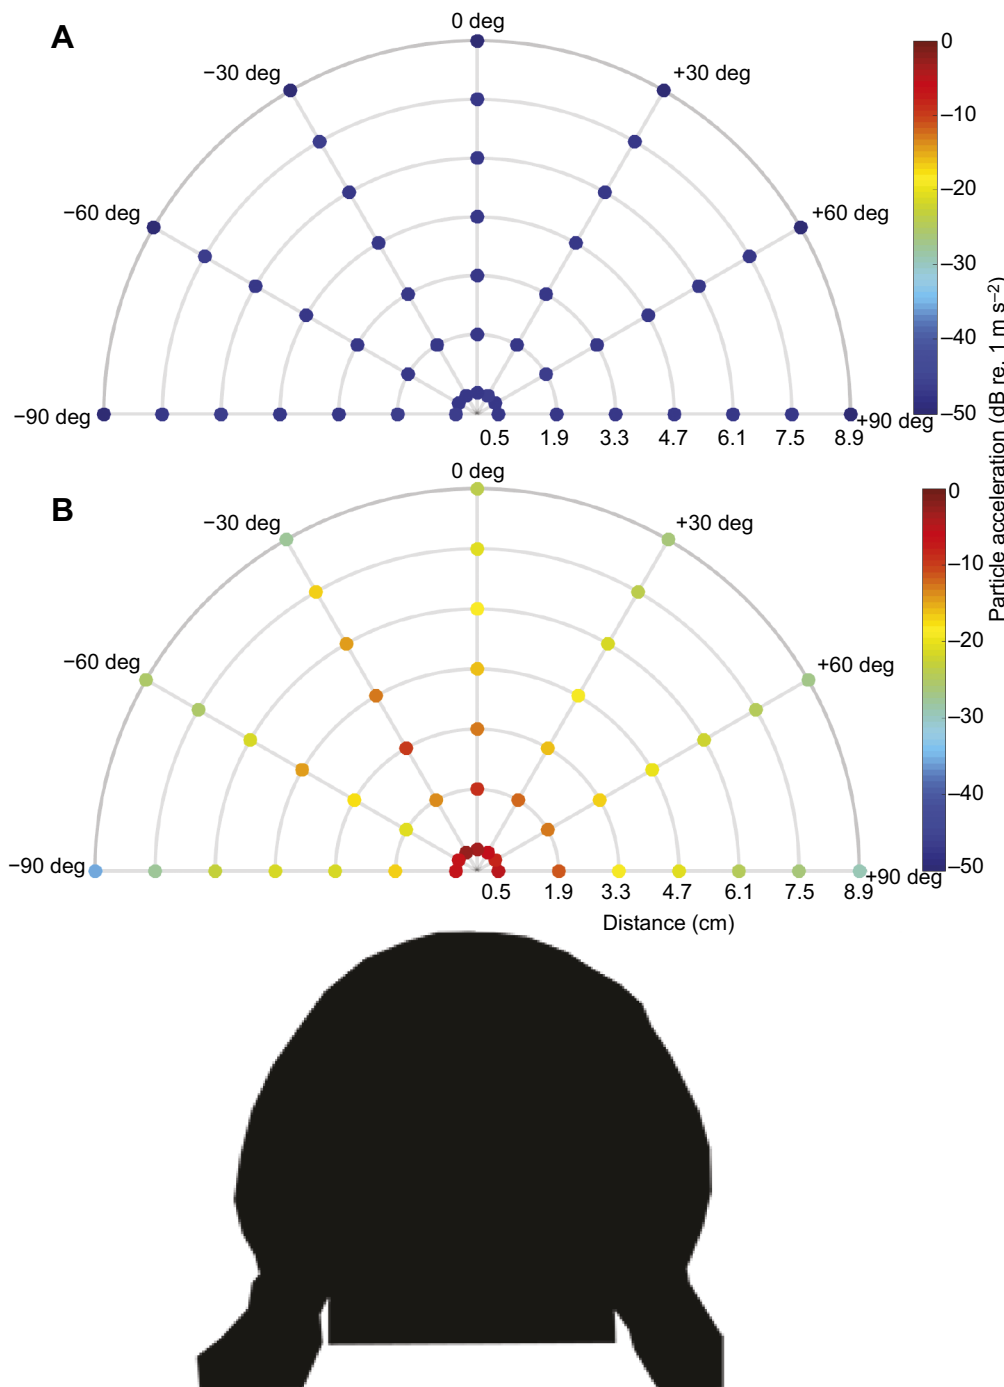 A
0 deg
−30 deg
+30 deg
−60 deg
+60 deg
−90 deg
+90 deg
0.5 1.9 3.3 4.7 6.1 7.5 8.9
0
−10
−20
−30
−40
−50
Particle acceleration (dB re. 1 m s−2)
B
0 deg
−30 deg
+30 deg
−60 deg
+60 deg
−90 deg
+90 deg
0.5 1.9 3.3 4.7 6.1 7.5 8.9
Distance (cm)
0
−10
−20
−30
−40
−50